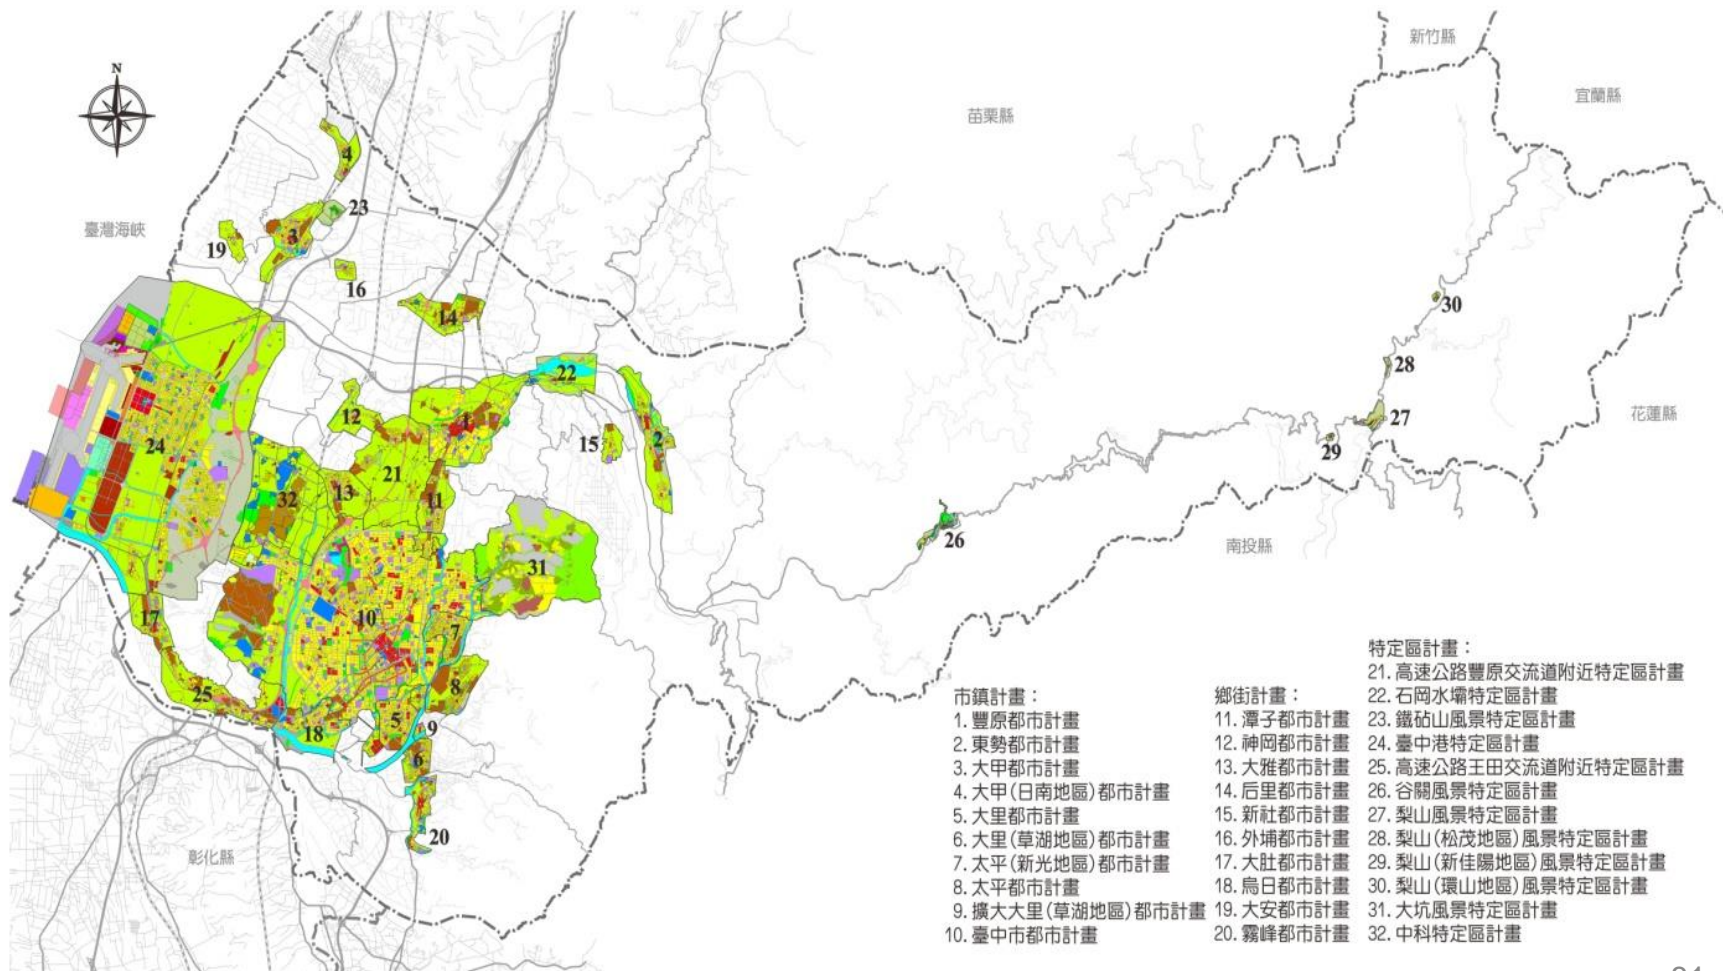 N
新竹縣
宜蘭縣
苗栗縣
臺灣海峽
花蓮縣
南投縣
彰化縣
4
23
19
3
16
14
30
22
28
12
1
27
15
2
29
24
21
32
13
11
26
31
17
10
7
25
8
18
5
9
6
20
市鎮計畫：
1.豐原都市計畫
2.東勢都市計畫
3.大甲都市計畫
4.大甲(日南地區)都市計畫
5.大里都市計畫
6.大里(草湖地區)都市計畫
7.太平(新光地區)都市計畫
8.太平都市計畫
9.擴大大里(草湖地區)都市計畫
10.臺中市都市計畫
鄉街計畫：
11.潭子都市計畫
12.神岡都市計畫
13.大雅都市計畫
14.后里都市計畫
15.新社都市計畫
16.外埔都市計畫
17.大肚都市計畫
18.烏日都市計畫
19.大安都市計畫
20.霧峰都市計畫
特定區計畫：
21.高速公路豐原交流道附近特定區計畫
22.石岡水壩特定區計畫
23.鐵砧山風景特定區計畫
24.臺中港特定區計畫
25.高速公路王田交流道附近特定區計畫
26.谷關風景特定區計畫
27.梨山風景特定區計畫
28.梨山(松茂地區)風景特定區計畫
29.梨山(新佳陽地區)風景特定區計畫
30.梨山(環山地區)風景特定區計畫
31.大坑風景特定區計畫
32.中科特定區計畫